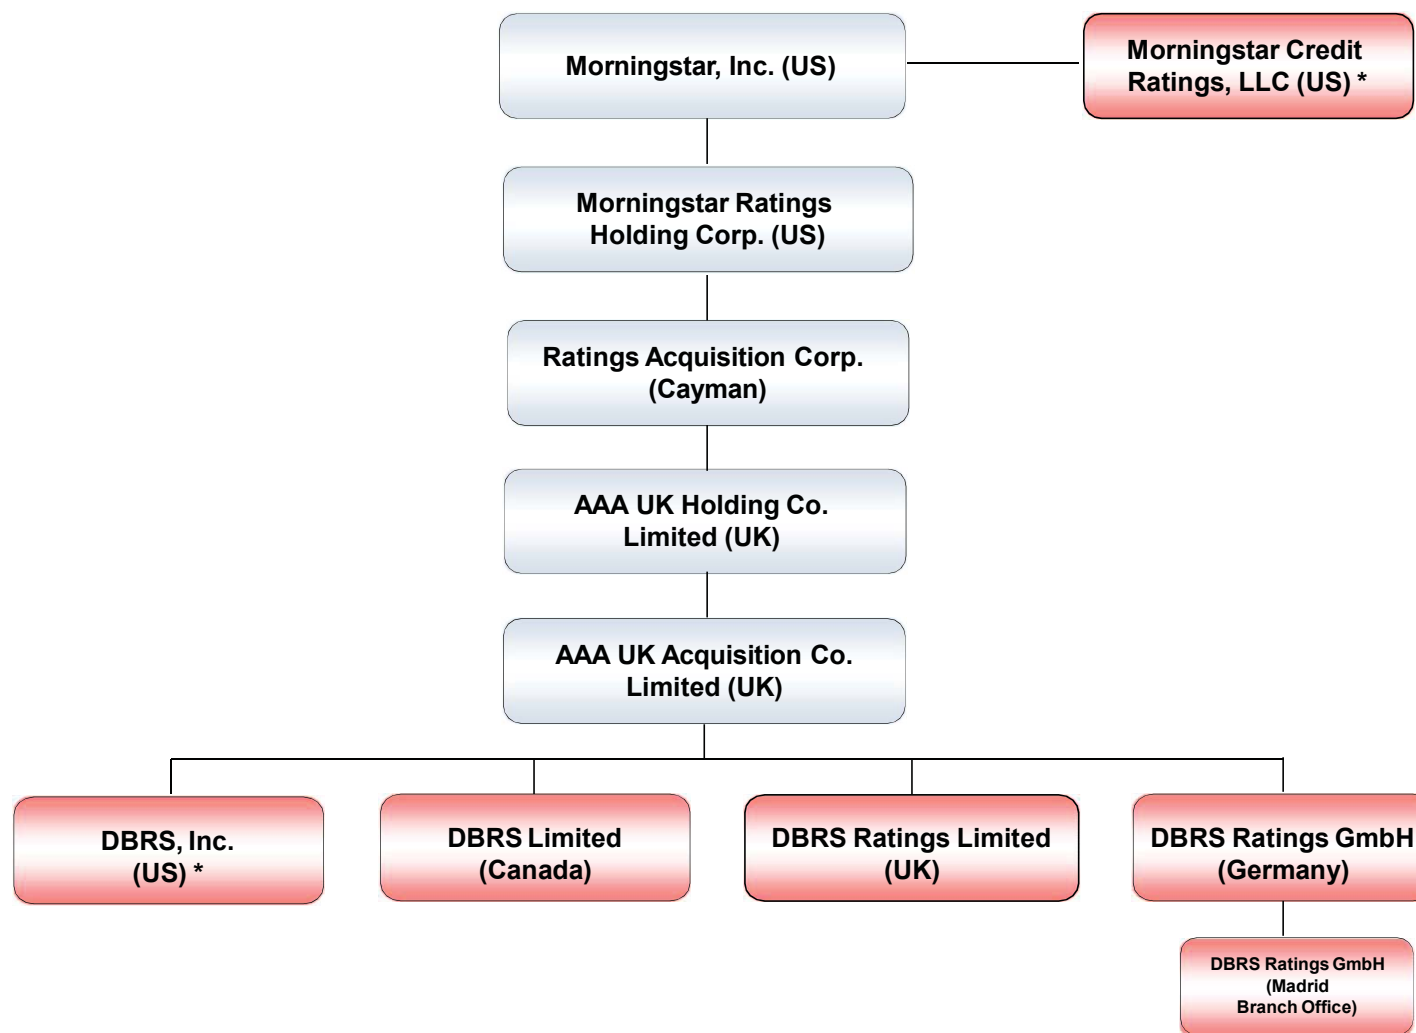 Morningstar, Inc. (US)
Morningstar Credit
Ratings, LLC (US) *
Morningstar Ratings
Holding Corp. (US)
Ratings Acquisition Corp.
(Cayman)
AAA UK Holding Co.
Limited (UK)
AAA UK Acquisition Co.
Limited (UK)
DBRS, Inc.
(US) *
DBRS Limited
(Canada)
DBRS Ratings Limited
(UK)
DBRS Ratings GmbH
(Germany)
DBRS Ratings GmbH
(Madrid
Branch Office)